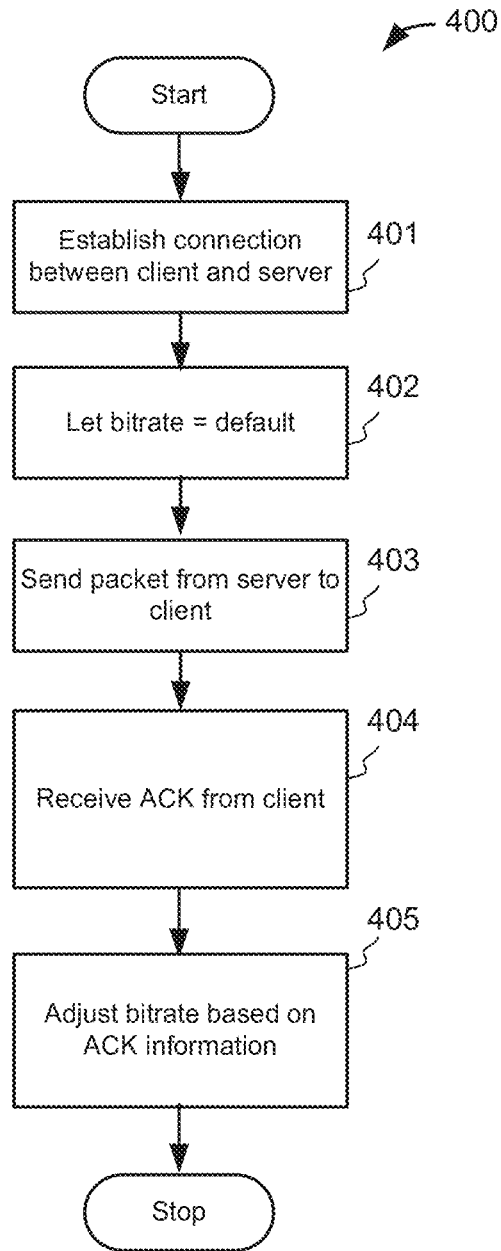 400
Start
Establish connection
between client and server
401
Let bitrate = default
402
Send packet from server to
client
403
Receive ACK from client
404
Adjust bitrate based on
ACK information
405
Stop